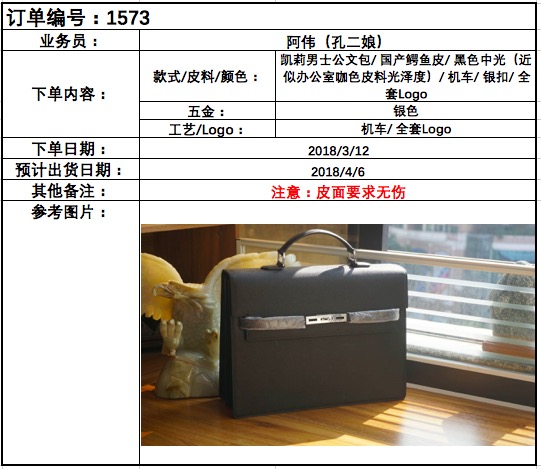 订单编号：1573
业务员：
阿伟（孔二娘）
下单内容：
款式/皮料/颜色：
凯莉男士公文包/ 国产鳄鱼皮/ 黑色中光（近
似办公室咖色皮料光泽度）/ 机车/ 银扣/ 全
套Logo
五金：
银色
工艺/Logo：
机车/ 全套Logo
下单日期：
2018/3/12
预计出货日期：
2018/4/6
其他备注：
注意：皮面要求无伤
参考图片：